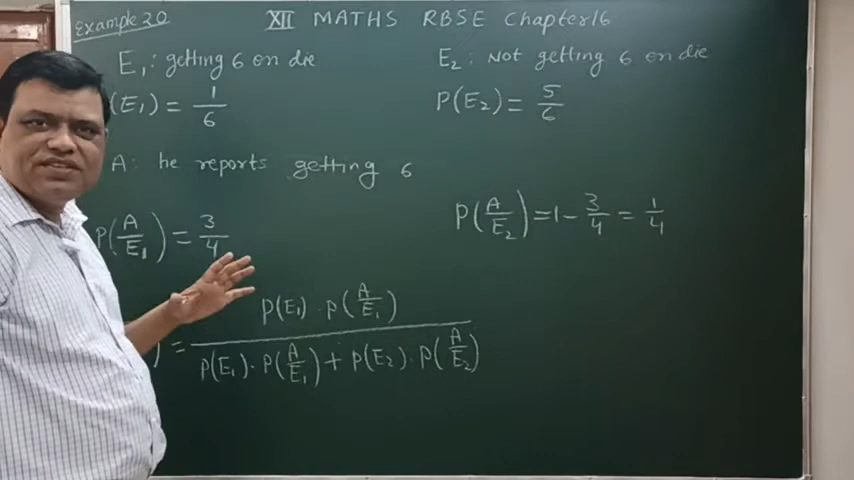 Example 20
XII MATHS RBSE Chapter 16
E₁: getting 6 on die
E₂: Not getting 6 on die
(E₁) = 1/6
P(E₂) = 5/6
A: he reports getting 6
P(A/E₁) = 3/4
P(A/E₂) = 1 - 3/4 = 1/4
) = P(E₁) · P(A/E₁) / P(E₁) · P(A/E₁) + P(E₂) · P(A/E₂)